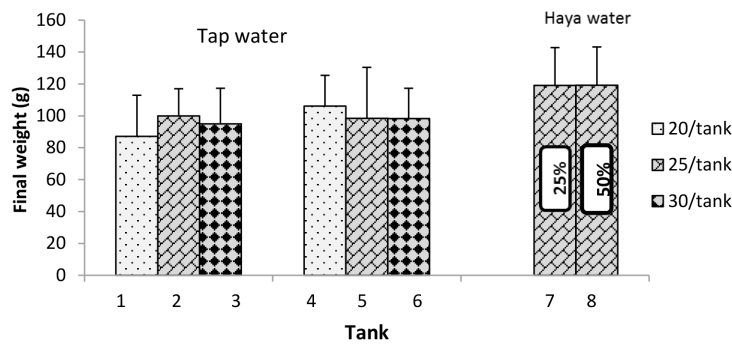 Tap water
Haya water
Final weight (g)
160
140
120
100
80
60
40
20
0
25%
50%
20/tank
25/tank
30/tank
1 2 3 4 5 6 7 8
Tank